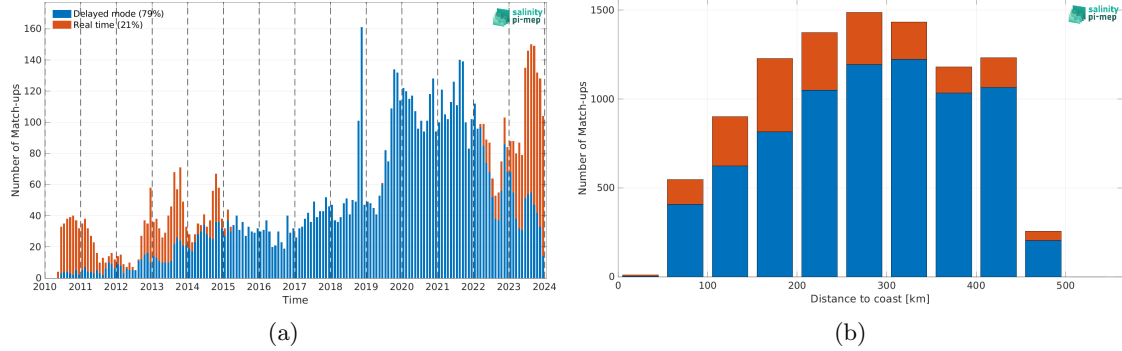 Delayed mode (79%)
Real time (21%)
salinity
pi-mep
160
140
120
100
80
60
40
20
0
Number of Match-ups
2010 2011 2012 2013 2014 2015 2016 2017 2018 2019 2020 2021 2022 2023 2024
Time
(a)
salinity
pi-mep
1500
1000
500
0
Number of Match-ups
0 100 200 300 400 500
Distance to coast [km]
(b)